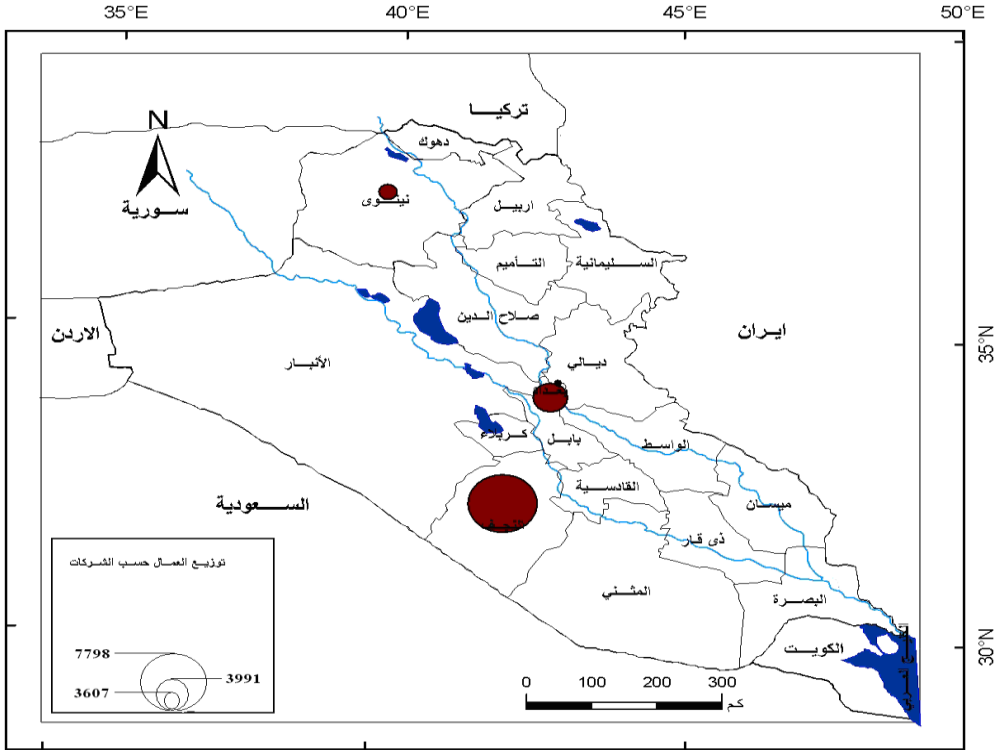 35°E 40°E 45°E 50°E
تركيا
N
دهوك
سورية
نينوى
اربيل
التأميم
السليمانية
صلاح الدين
ايران
35°N
الاردن
الأنبار
ديالي
كربلاء
بابل
الواسط
القادسية
السعودية
ميسان
ذي قار
المثني
البصرة
الكويت
30°N
توزيع العمال حسب الشركات
7798
3991
3607
0 100 200 300
كم